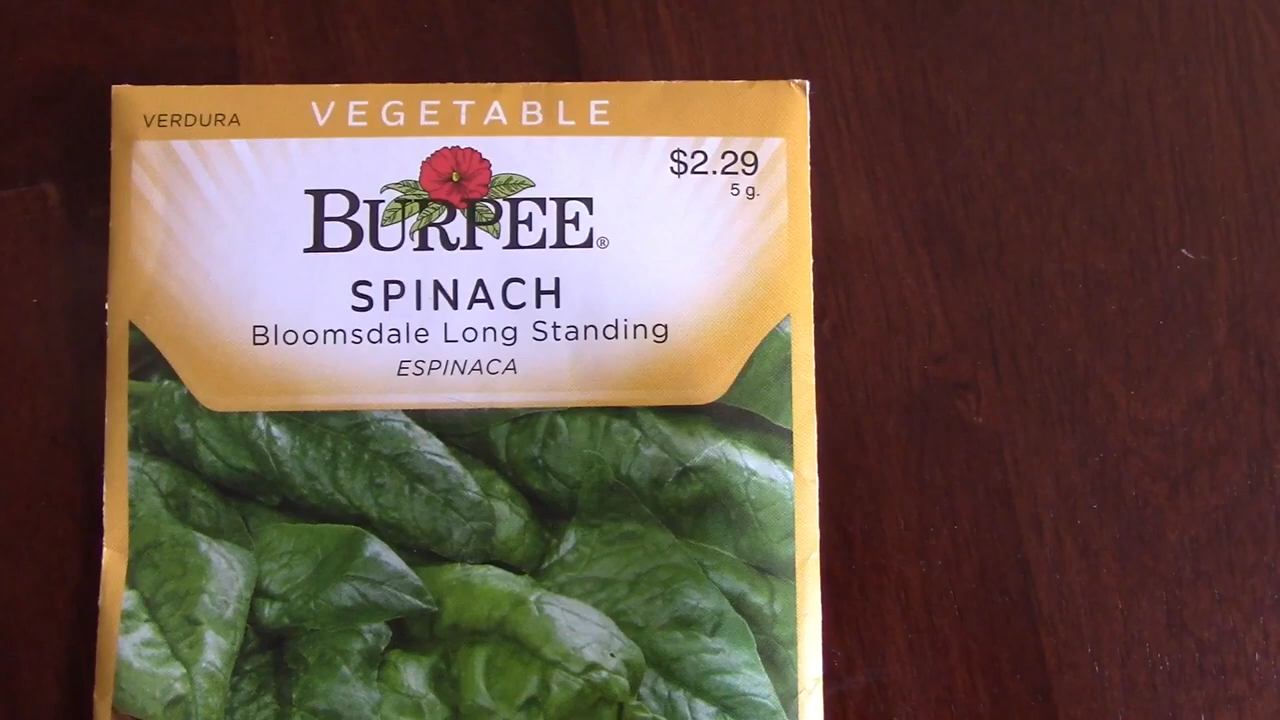 VERDURA VEGETABLE
$2.29
5 g.
BURPEE®
SPINACH
Bloomsdale Long Standing
ESPINACA